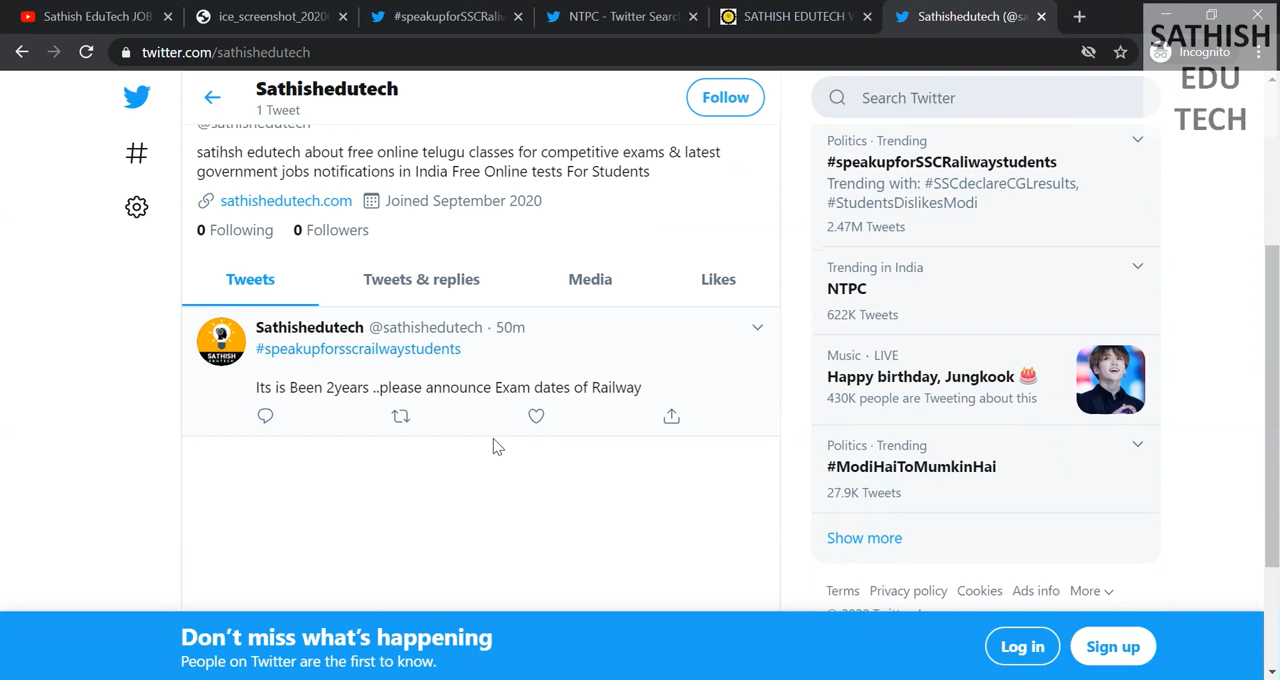 Sathish EduTech JOB
ice_screenshot_2020
#speakupforSSCRaliw
NTPC - Twitter Searc
SATHISH EDUTECH W
Sathishedutech (@sa
twitter.com/sathishedutech
Incognito
SATHISH
EDU
TECH
Sathishedutech
1 Tweet
Follow
@sathishedutech
satihsh edutech about free online telugu classes for competitive exams & latest
government jobs notifications in India Free Online tests For Students
sathishedutech.com Joined September 2020
0 Following 0 Followers
Tweets Tweets & replies Media Likes
SATHISH
EDUTECH
Sathishedutech @sathishedutech · 50m
#speakupforsscrailwaystudents
Its is Been 2years ..please announce Exam dates of Railway
Search Twitter
Politics · Trending
#speakupforSSCRaliwaystudents
Trending with: #SSCdeclareCGLresults,
#StudentsDislikesModi
2.47M Tweets
Trending in India
NTPC
622K Tweets
Music · LIVE
Happy birthday, Jungkook 🎂
430K people are Tweeting about this
Politics · Trending
#ModiHaiToMumkinHai
27.9K Tweets
Show more
Terms Privacy policy Cookies Ads info More
Don’t miss what’s happening
People on Twitter are the first to know.
Log in Sign up